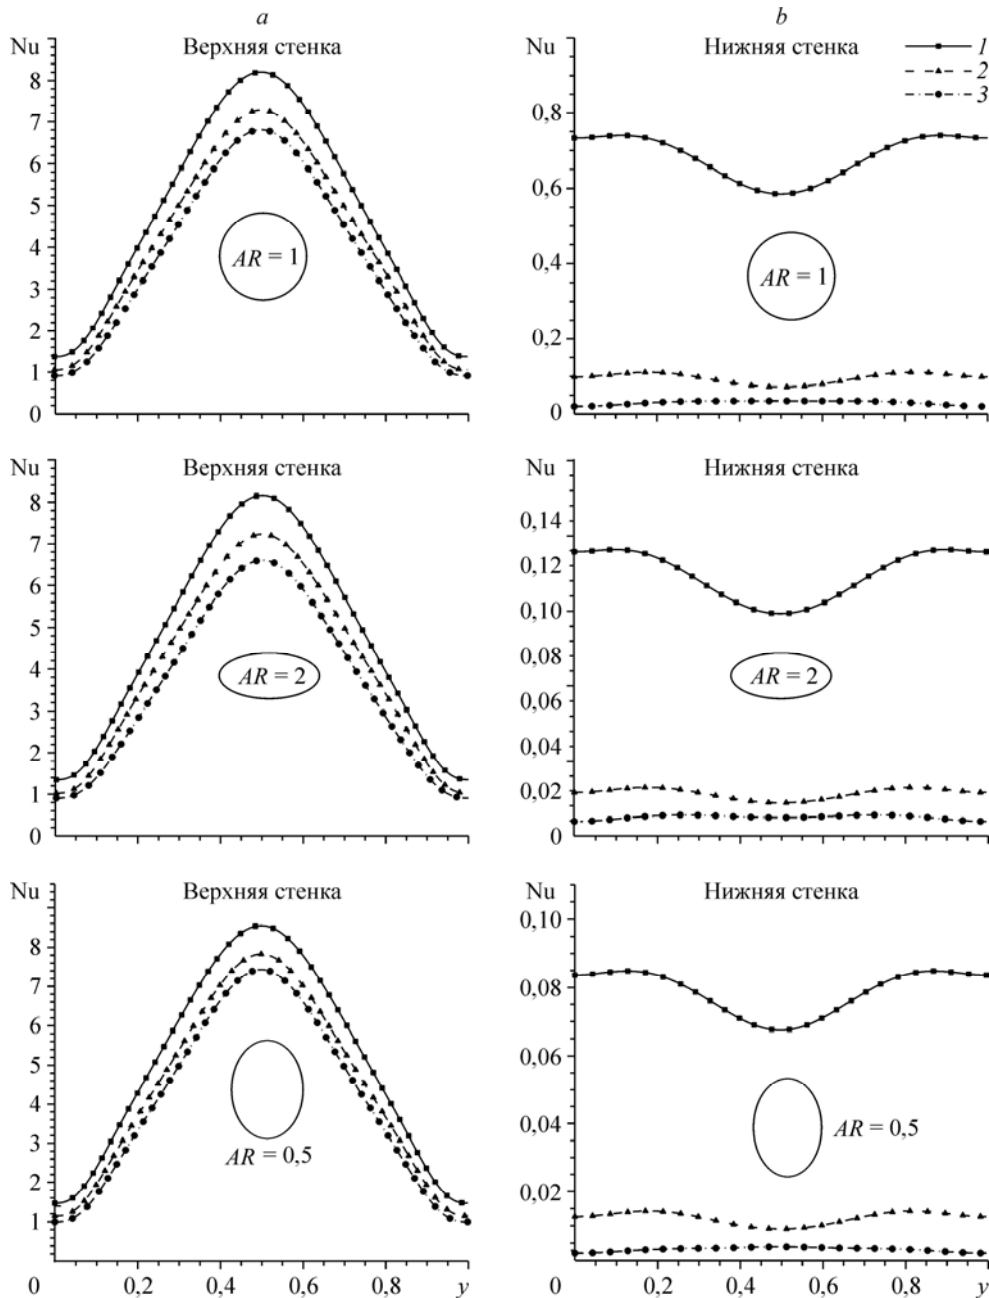 a
b
Nu
Верхняя стенка
8
7
6
5
4
3
2
1
0
AR = 1
Nu
Нижняя стенка
1
2
3
0,8
0,6
0,4
0,2
0
AR = 1
Nu
Верхняя стенка
8
7
6
5
4
3
2
1
0
AR = 2
Nu
Нижняя стенка
0,14
0,12
0,10
0,08
0,06
0,04
0,02
0
AR = 2
Nu
Верхняя стенка
8
7
6
5
4
3
2
1
0
AR = 0,5
0,2 0,4 0,6 0,8 y
Nu
Нижняя стенка
0,10
0,08
0,06
0,04
0,02
0
AR = 0,5
0,2 0,4 0,6 0,8 y